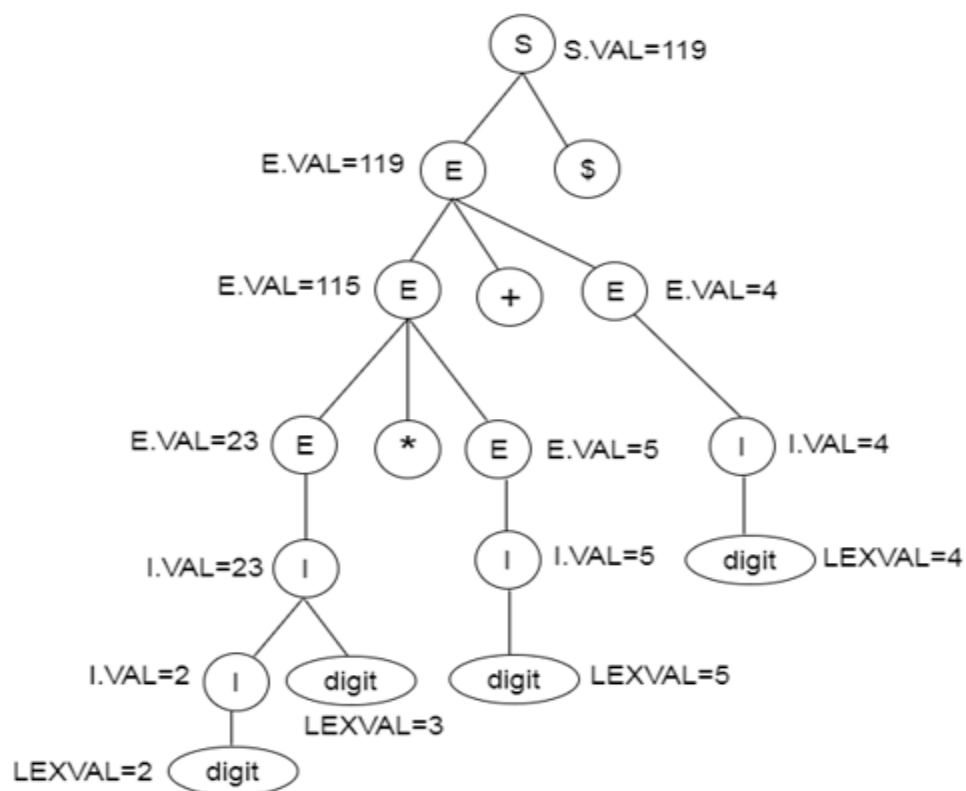 S S.VAL=119
E.VAL=119 E $
E.VAL=115 E + E E.VAL=4
E.VAL=23 E * E E.VAL=5 I I.VAL=4
I.VAL=23 I I I.VAL=5 digit LEXVAL=4
I.VAL=2 I digit digit LEXVAL=5
LEXVAL=3
LEXVAL=2 digit